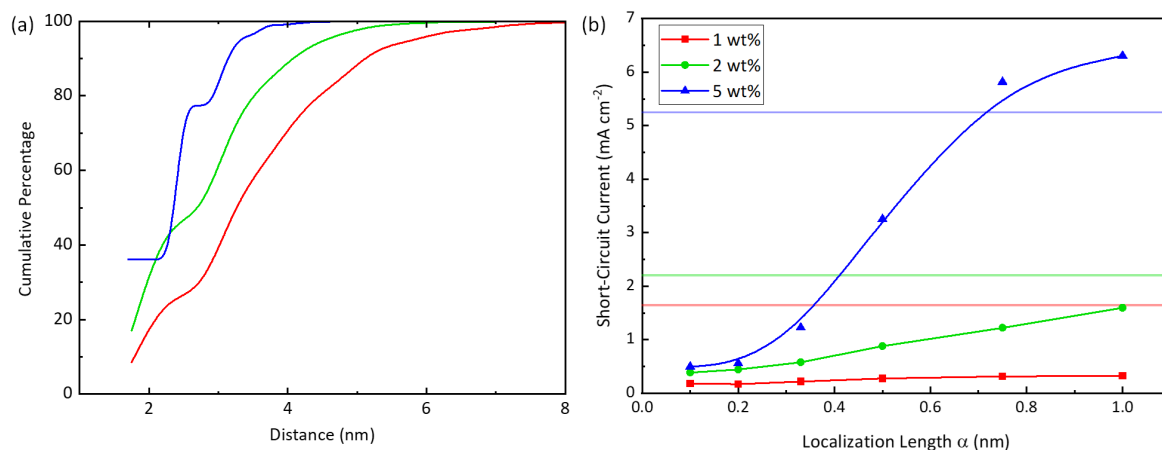 (a)
100
80
60
40
20
0
2
4
6
8
Cumulative Percentage
Distance (nm)
(b)
7
6
5
4
3
2
1
0
0.0
0.2
0.4
0.6
0.8
1.0
Short-Circuit Current (mA cm⁻²)
Localization Length α (nm)
1 wt%
2 wt%
5 wt%